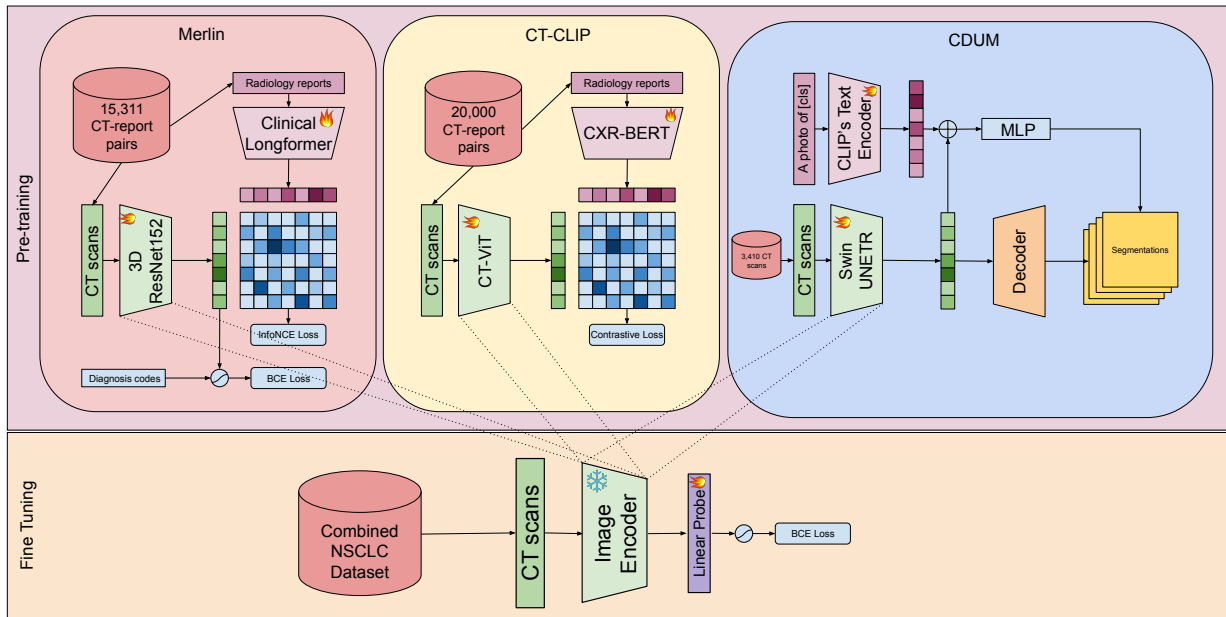 Pre-training
Merlin
15,311
CT-report
pairs
Radiology reports
Clinical
Longformer
CT scans
3D
ResNet152
InfoNCE Loss
Diagnosis codes
BCE Loss
CT-CLIP
20,000
CT-report
pairs
Radiology reports
CXR-BERT
CT scans
CT-ViT
Contrastive Loss
CDUM
A photo of [cls]
CLIP's Text
Encoder
MLP
3,410 CT
scans
CT scans
Swin
UNETR
Decoder
Segmentations
Fine Tuning
Combined
NSCLC
Dataset
CT scans
Image
Encoder
Linear Probe
BCE Loss